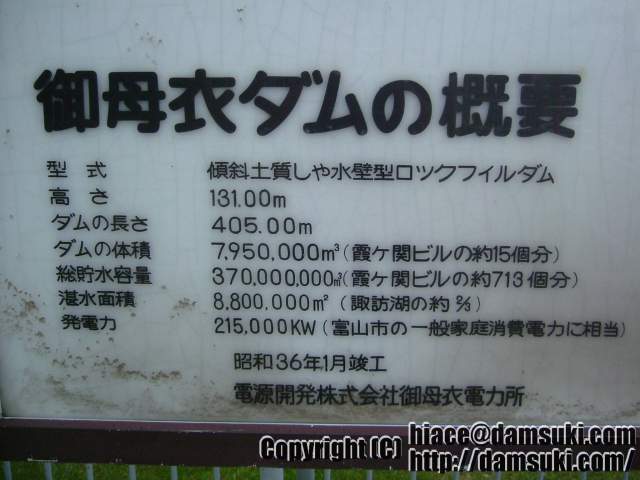 御母衣ダムの概要
型式 傾斜土質しや水壁型ロックフィルダム
高さ 131.00m
ダムの長さ 405.00m
ダムの体積 7,950,000m³(霞ケ関ビルの約15個分)
総貯水容量 370,000,000m³(霞ケ関ビルの約713個分)
湛水面積 8,800,000m²(諏訪湖の約⅔)
発電力 215,000KW(富山市の一般家庭消費電力に相当)
昭和36年1月竣工
電源開発株式会社御母衣電力所
Copyright (C) hiace@damsuki.com
http://damsuki.com/